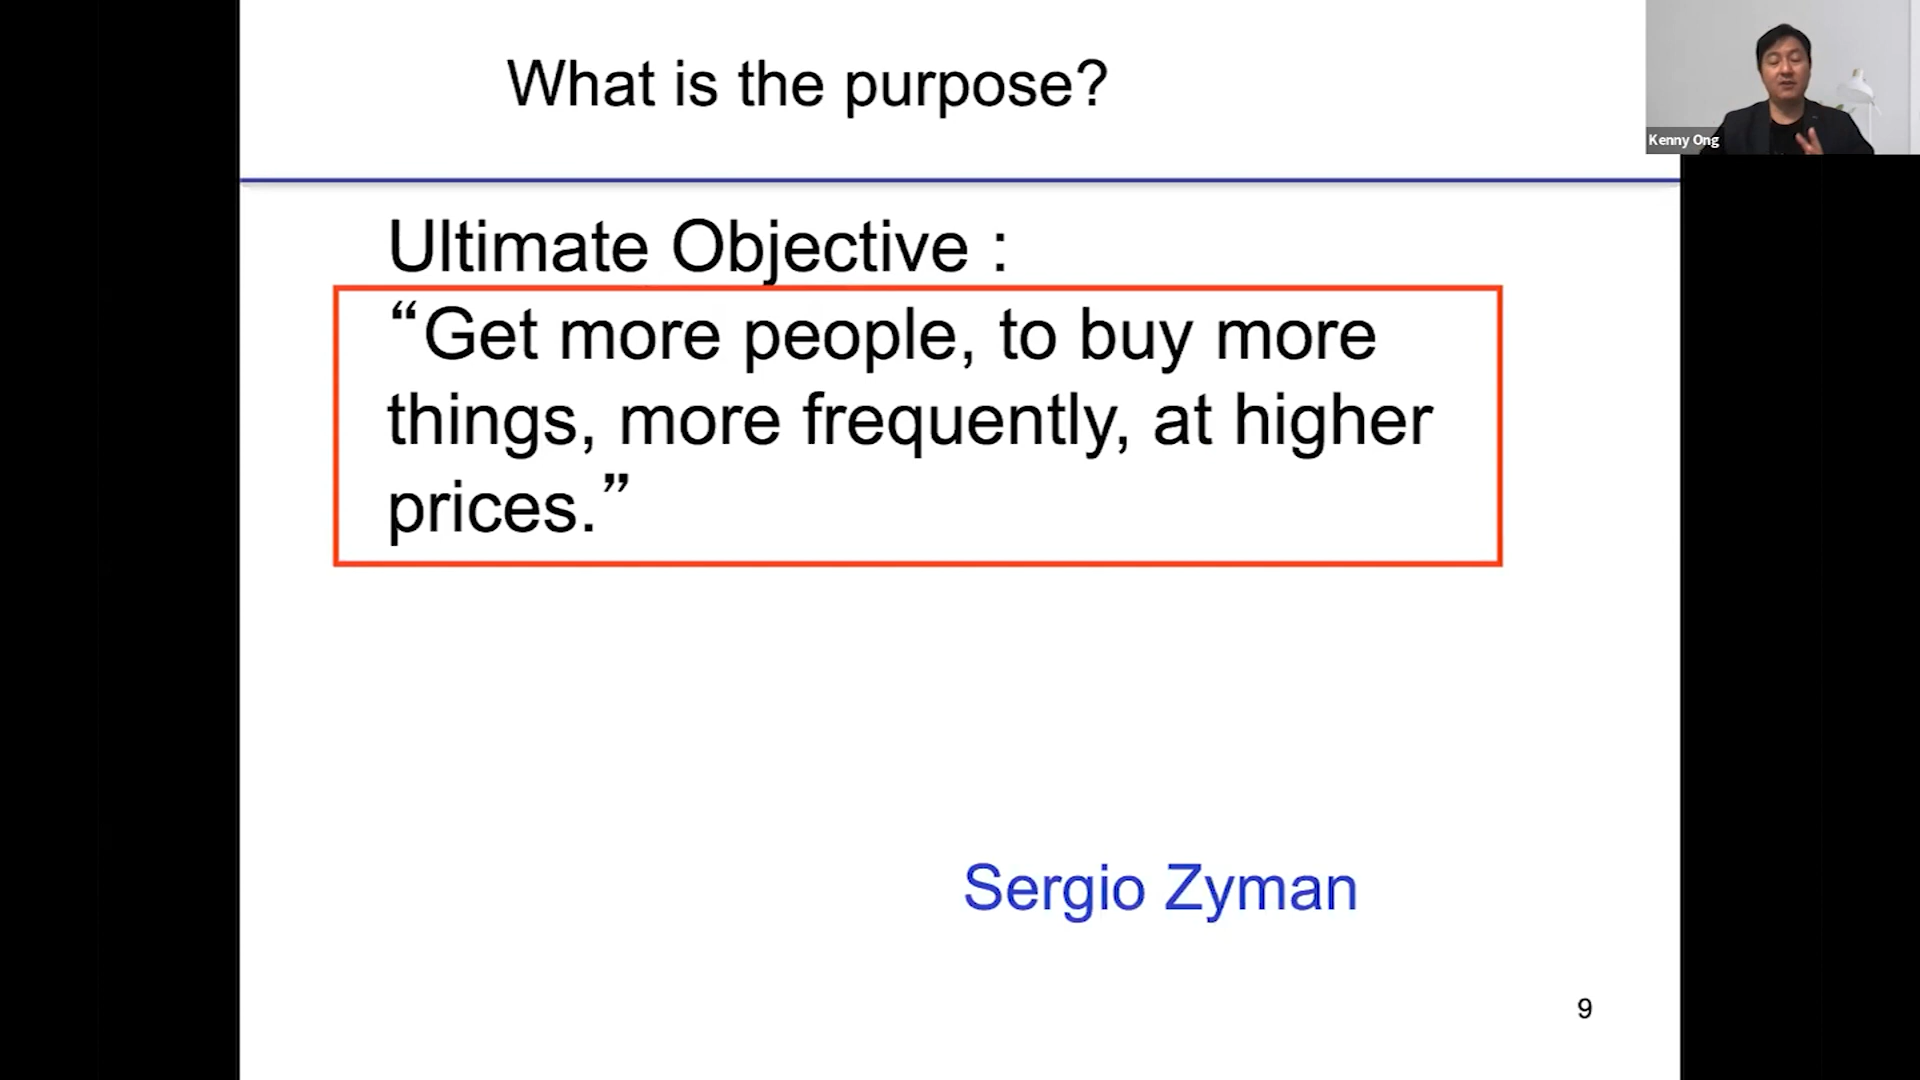 What is the purpose?
Kenny Ong
Ultimate Objective :
“Get more people, to buy more
things, more frequently, at higher
prices.”
Sergio Zyman
9